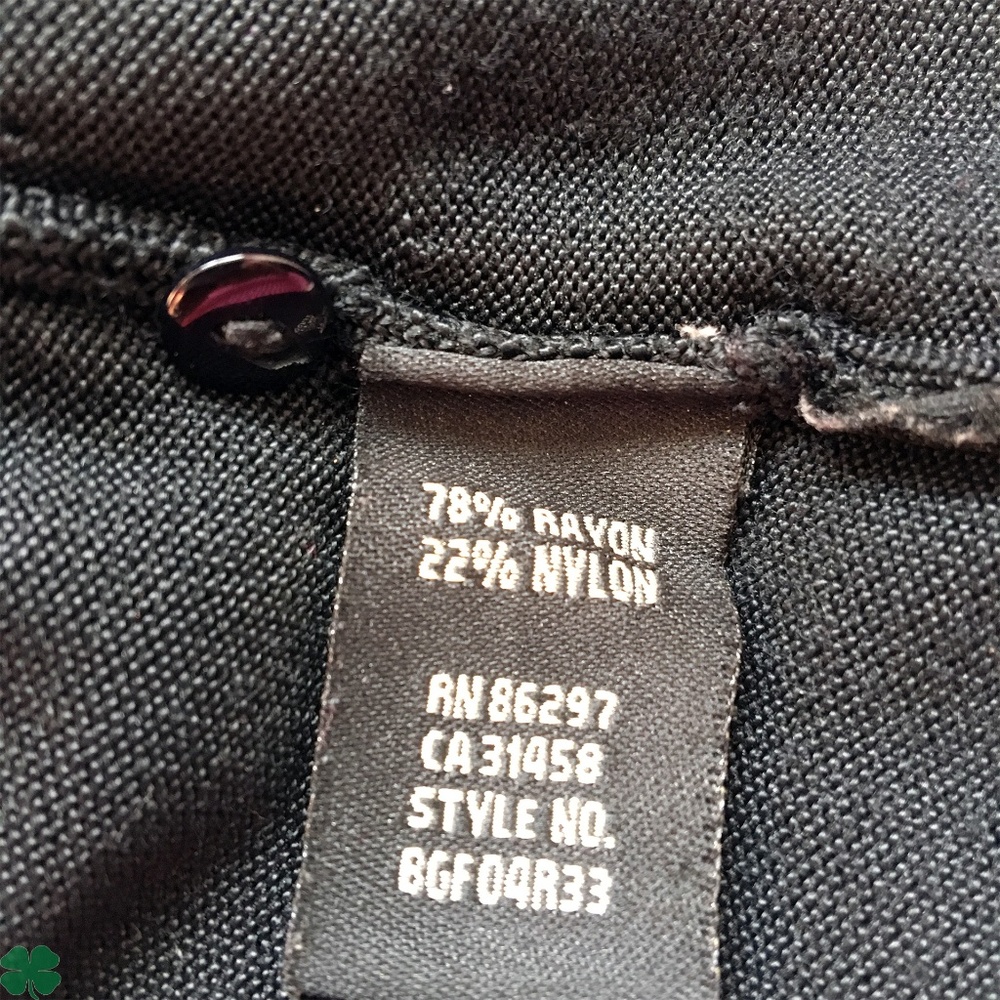 78% RAYON
22% NYLON
RN 86297
CA 31458
STYLE NO.
BGF04R33